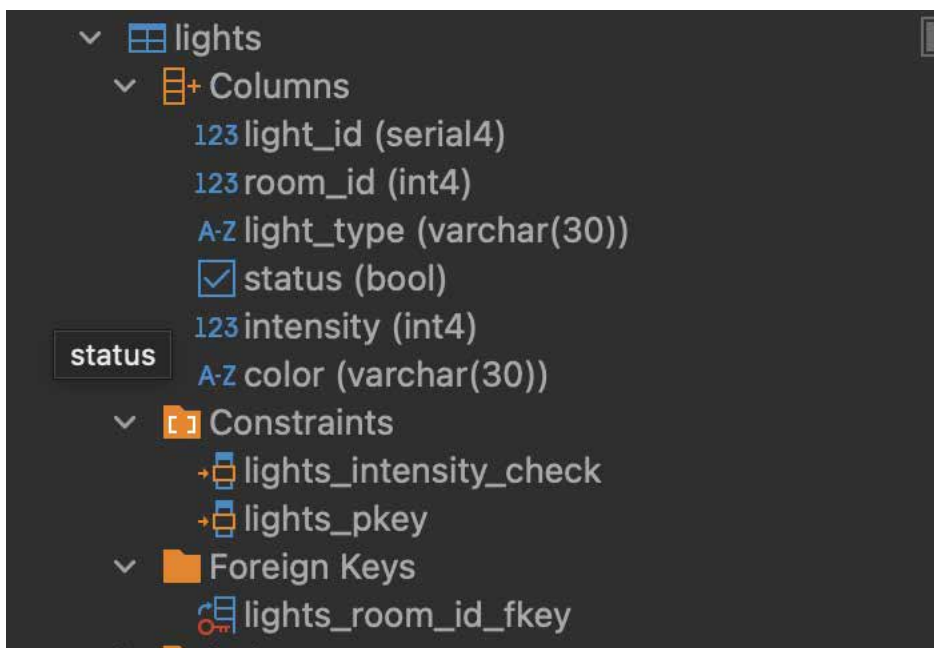 lights
Columns
123 light_id (serial4)
123 room_id (int4)
A-Z light_type (varchar(30))
status (bool)
123 intensity (int4)
status
A-Z color (varchar(30))
Constraints
lights_intensity_check
lights_pkey
Foreign Keys
lights_room_id_fkey